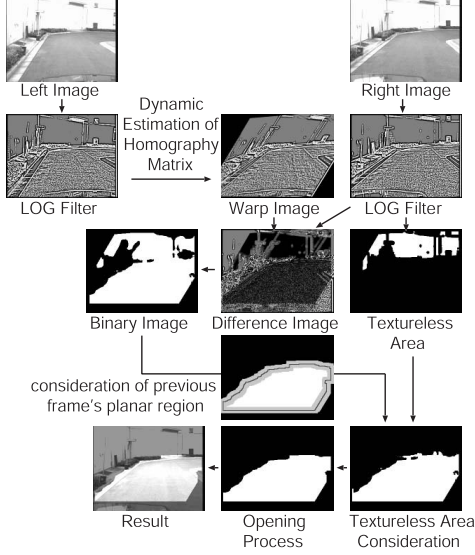 Left Image
Right Image
Dynamic
Estimation of
Homography
Matrix
LOG Filter
Warp Image
LOG Filter
Binary Image
Difference Image
Textureless
Area
consideration of previous
frame's planar region
Result
Opening
Process
Textureless Area
Consideration